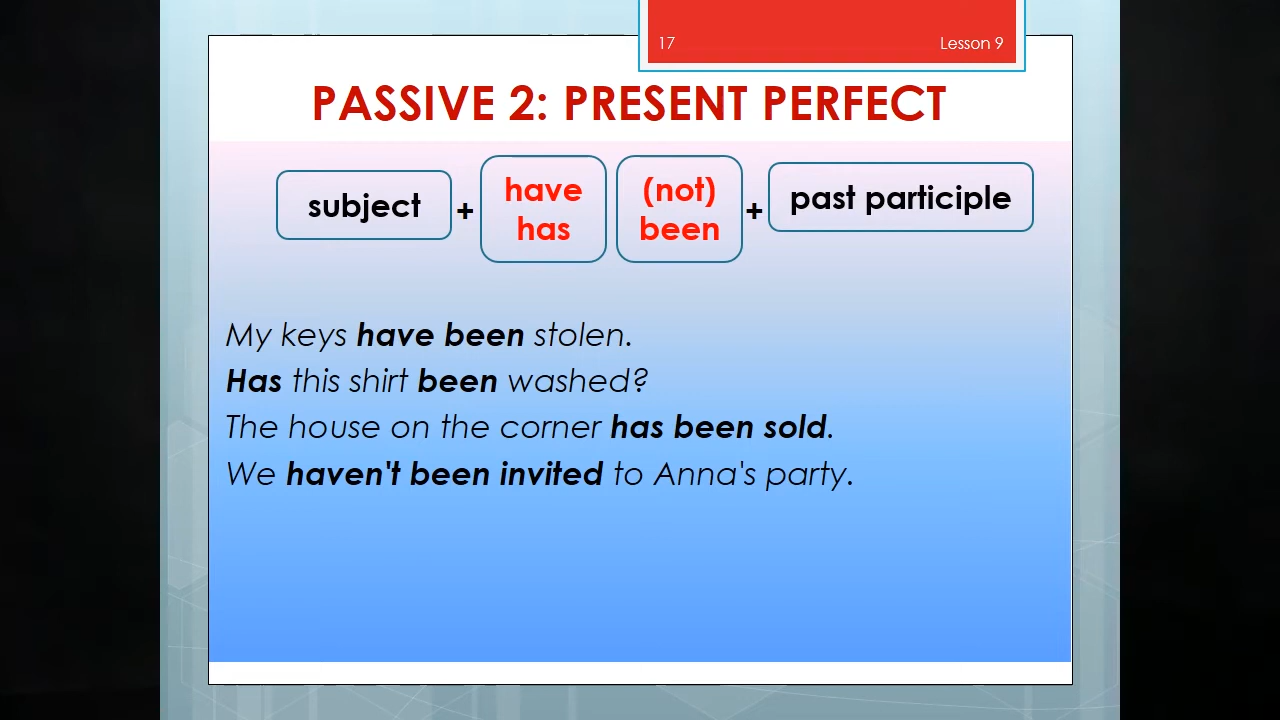 17 Lesson 9
PASSIVE 2: PRESENT PERFECT
subject + have has (not) been + past participle
My keys have been stolen.
Has this shirt been washed?
The house on the corner has been sold.
We haven't been invited to Anna's party.